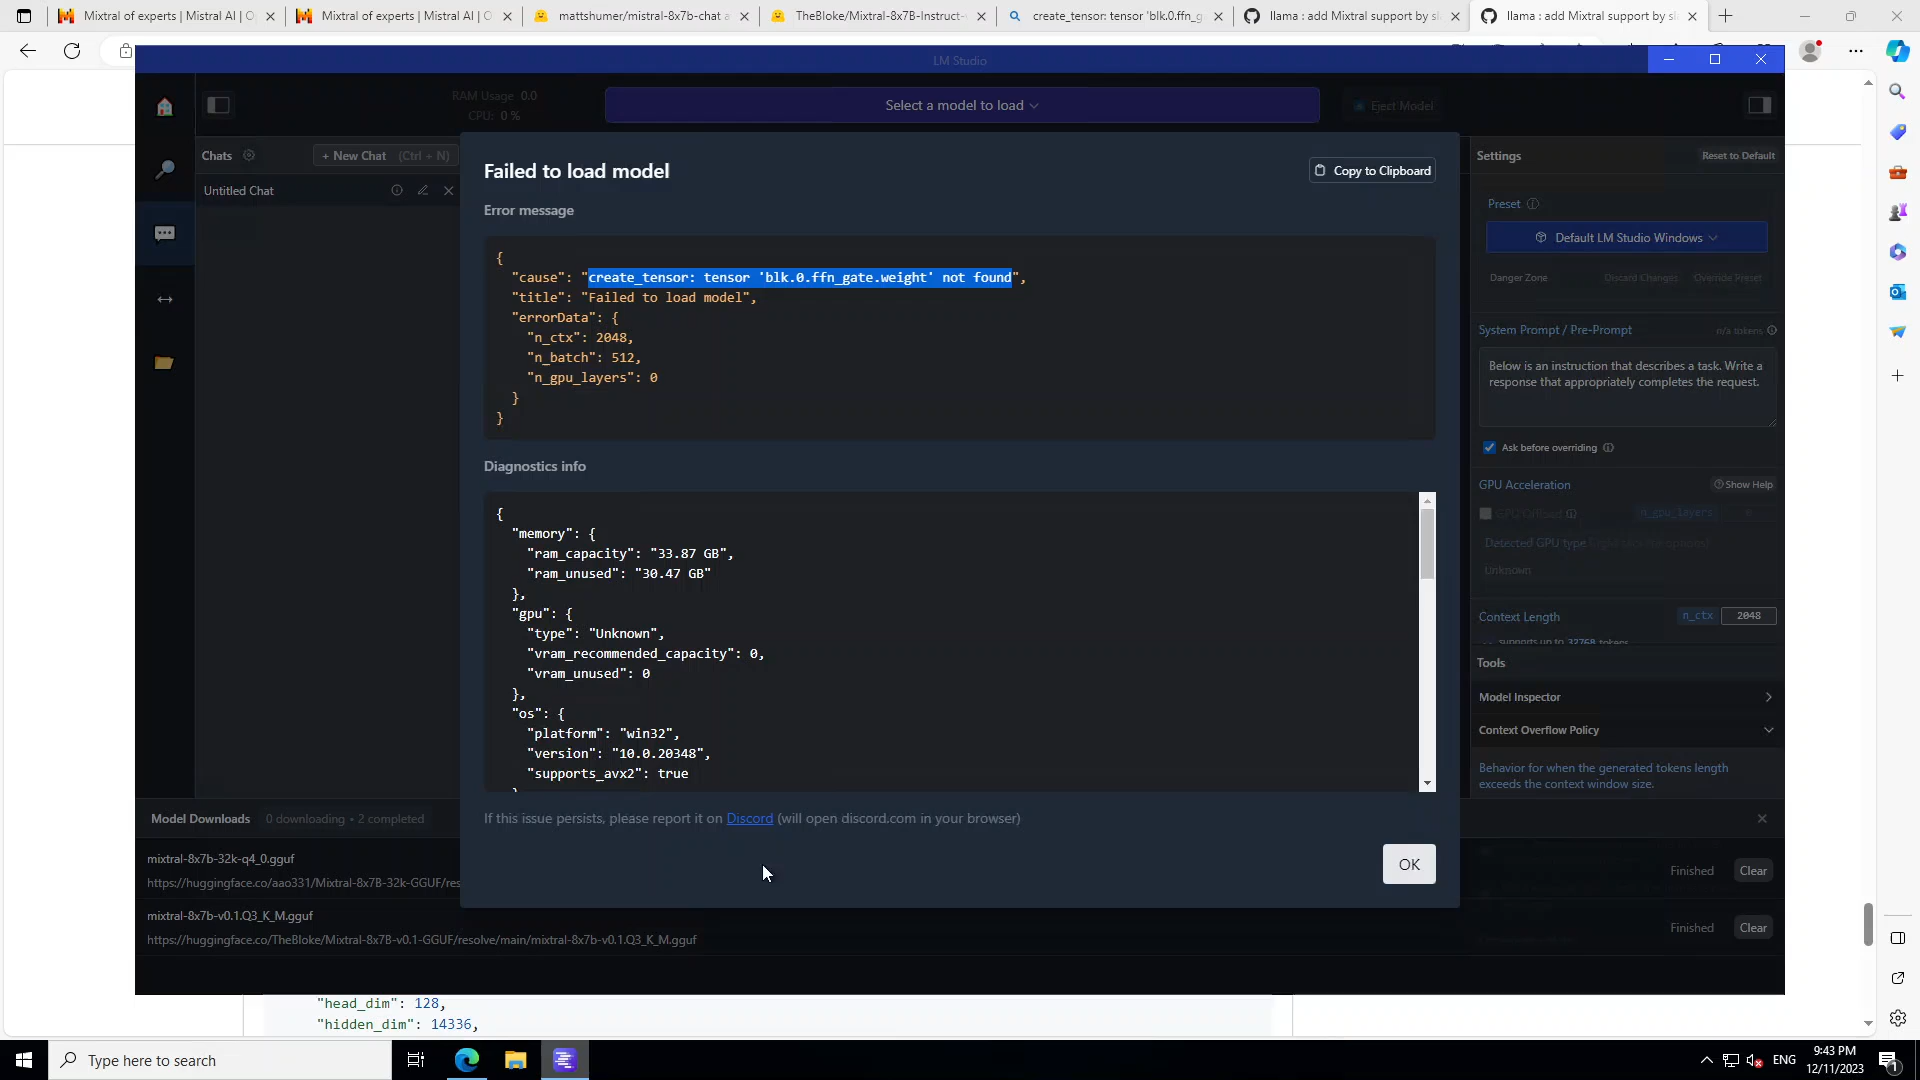 Mixtral of experts | Mistral AI | O
Mixtral of experts | Mistral AI | O
mattshumer/mistral-8x7b-chat a
TheBloke/Mixtral-8x7B-Instruct-
create_tensor: tensor 'blk.0.ffn_g
llama : add Mixtral support by sl
llama : add Mixtral support by sl
LM Studio
RAM Usage 0.0
CPU: 0 %
Select a model to load
Eject Model
Chats
+ New Chat (Ctrl + N)
Untitled Chat
Failed to load model
Copy to Clipboard
Error message
{
"cause": "create_tensor: tensor 'blk.0.ffn_gate.weight' not found",
"title": "Failed to load model",
"errorData": {
"n_ctx": 2048,
"n_batch": 512,
"n_gpu_layers": 0
}
}
Diagnostics info
{
"memory": {
"ram_capacity": "33.87 GB",
"ram_unused": "30.47 GB"
},
"gpu": {
"type": "Unknown",
"vram_recommended_capacity": 0,
"vram_unused": 0
},
"os": {
"platform": "win32",
"version": "10.0.20348",
"supports_avx2": true
If this issue persists, please report it on Discord (will open discord.com in your browser)
OK
Settings
Reset to Default
Preset
Default LM Studio Windows
Danger Zone
Discard Changes
Override Preset
System Prompt / Pre-Prompt
n/a tokens
Below is an instruction that describes a task. Write a
response that appropriately completes the request.
Ask before overriding
GPU Acceleration
Show Help
GPU Offload
n_gpu_layers
Detected GPU type
Unknown
Context Length
n_ctx
2048
supports up to 32768 tokens
Tools
Model Inspector
Context Overflow Policy
Behavior for when the generated tokens length
exceeds the context window size.
Model Downloads
0 downloading • 2 completed
mixtral-8x7b-32k-q4_0.gguf
https://huggingface.co/aao331/Mixtral-8x7B-32k-GGUF/res
Finished
Clear
mixtral-8x7b-v0.1.Q3_K_M.gguf
https://huggingface.co/TheBloke/Mixtral-8x7B-v0.1-GGUF/resolve/main/mixtral-8x7b-v0.1.Q3_K_M.gguf
Finished
Clear
"head_dim": 128,
"hidden_dim": 14336,
Type here to search
ENG
9:43 PM
12/11/2023
1